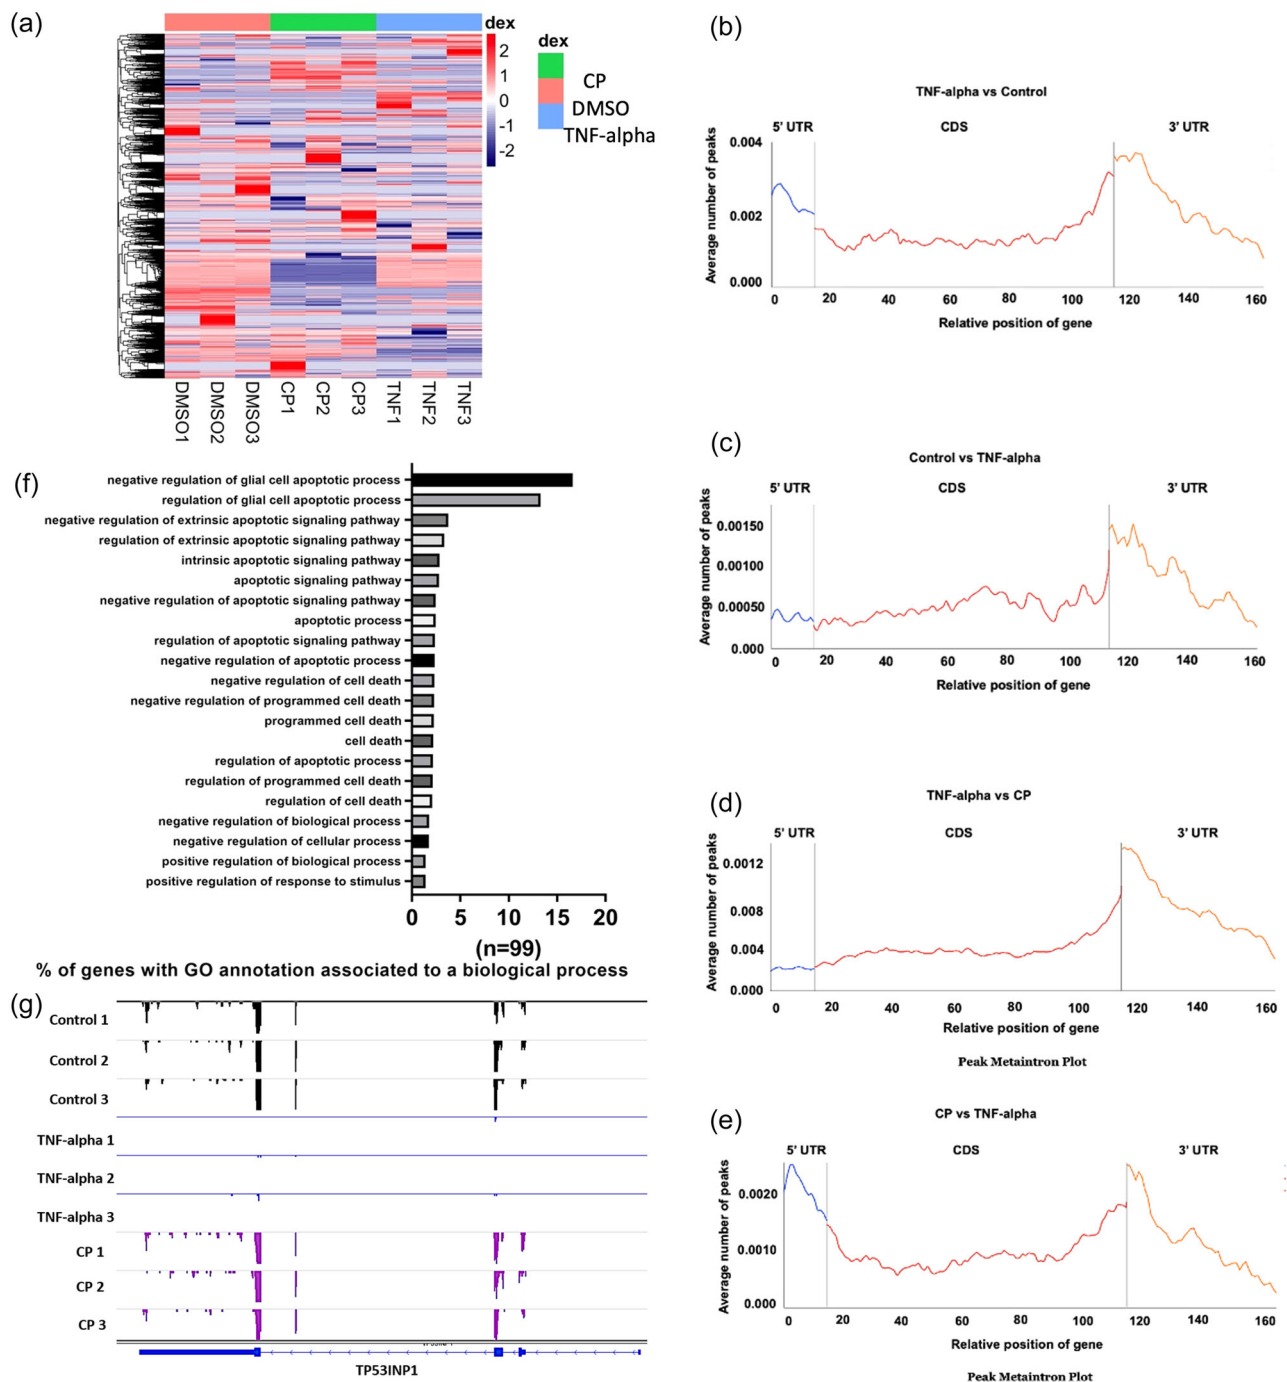 (a)
dex
2
1
0
-1
-2
dex
CP
DMSO
TNF-alpha
DMSO1
DMSO2
DMSO3
CP1
CP2
CP3
TNF1
TNF2
TNF3
(b)
TNF-alpha vs Control
5' UTR CDS 3' UTR
Average number of peaks
0.004
0.002
0.000
0 20 40 60 80 100 120 140 160
Relative position of gene
(c)
Control vs TNF-alpha
5' UTR CDS 3' UTR
Average number of peaks
0.00150
0.00100
0.00050
0.000
0 20 40 60 80 100 120 140 160
Relative position of gene
(d)
TNF-alpha vs CP
5' UTR CDS 3' UTR
Average number of peaks
0.0012
0.008
0.004
0.000
0 20 40 60 80 100 120 140 160
Relative position of gene
Peak Metaintron Plot
(e)
CP vs TNF-alpha
5' UTR CDS 3' UTR
Average number of peaks
0.0020
0.0010
0.000
0 20 40 60 80 100 120 140 160
Relative position of gene
Peak Metaintron Plot
(f)
negative regulation of glial cell apoptotic process
regulation of glial cell apoptotic process
negative regulation of extrinsic apoptotic signaling pathway
regulation of extrinsic apoptotic signaling pathway
intrinsic apoptotic signaling pathway
apoptotic signaling pathway
negative regulation of apoptotic signaling pathway
apoptotic process
regulation of apoptotic signaling pathway
negative regulation of apoptotic process
negative regulation of cell death
negative regulation of programmed cell death
programmed cell death
cell death
regulation of apoptotic process
regulation of programmed cell death
regulation of cell death
negative regulation of biological process
negative regulation of cellular process
positive regulation of biological process
positive regulation of response to stimulus
0 5 10 15 20
(n=99)
% of genes with GO annotation associated to a biological process
(g)
Control 1
Control 2
Control 3
TNF-alpha 1
TNF-alpha 2
TNF-alpha 3
CP 1
CP 2
CP 3
TP53INP1